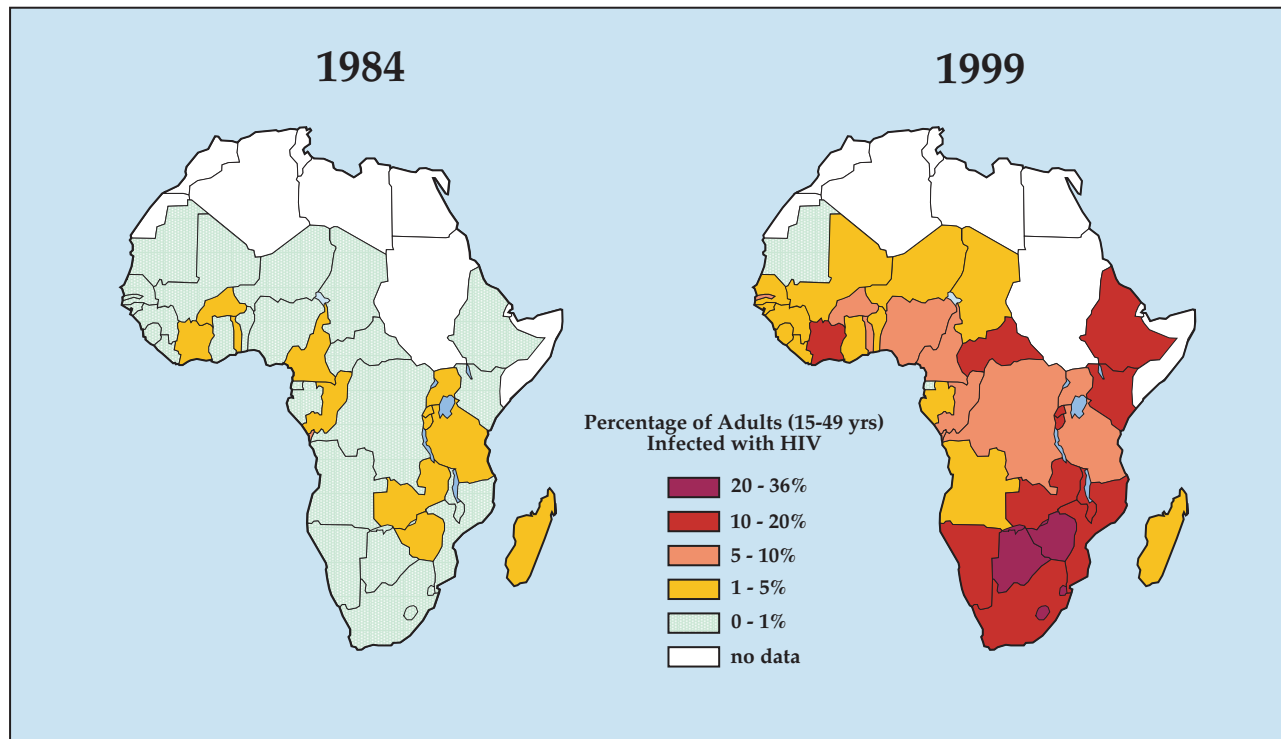 1984
1999
Percentage of Adults (15-49 yrs)
Infected with HIV
20 - 36%
10 - 20%
5 - 10%
1 - 5%
0 - 1%
no data